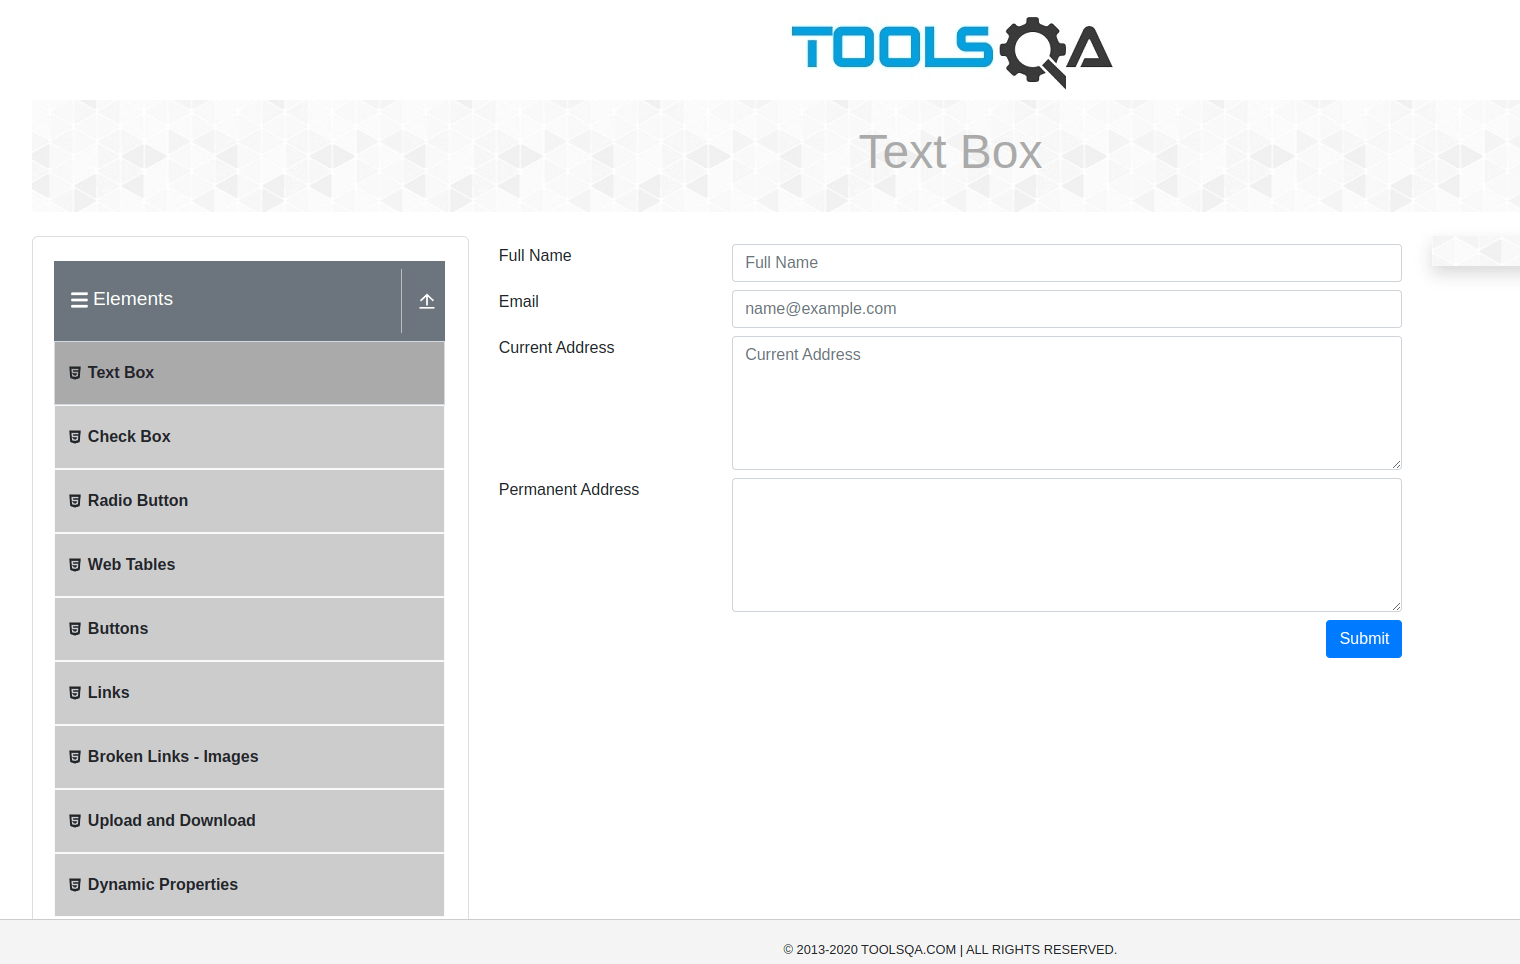 TOOLSQA
Text Box
Elements
Text Box
Check Box
Radio Button
Web Tables
Buttons
Links
Broken Links - Images
Upload and Download
Dynamic Properties
Full Name
Full Name
Email
name@example.com
Current Address
Current Address
Permanent Address
Submit
© 2013-2020 TOOLSQA.COM | ALL RIGHTS RESERVED.